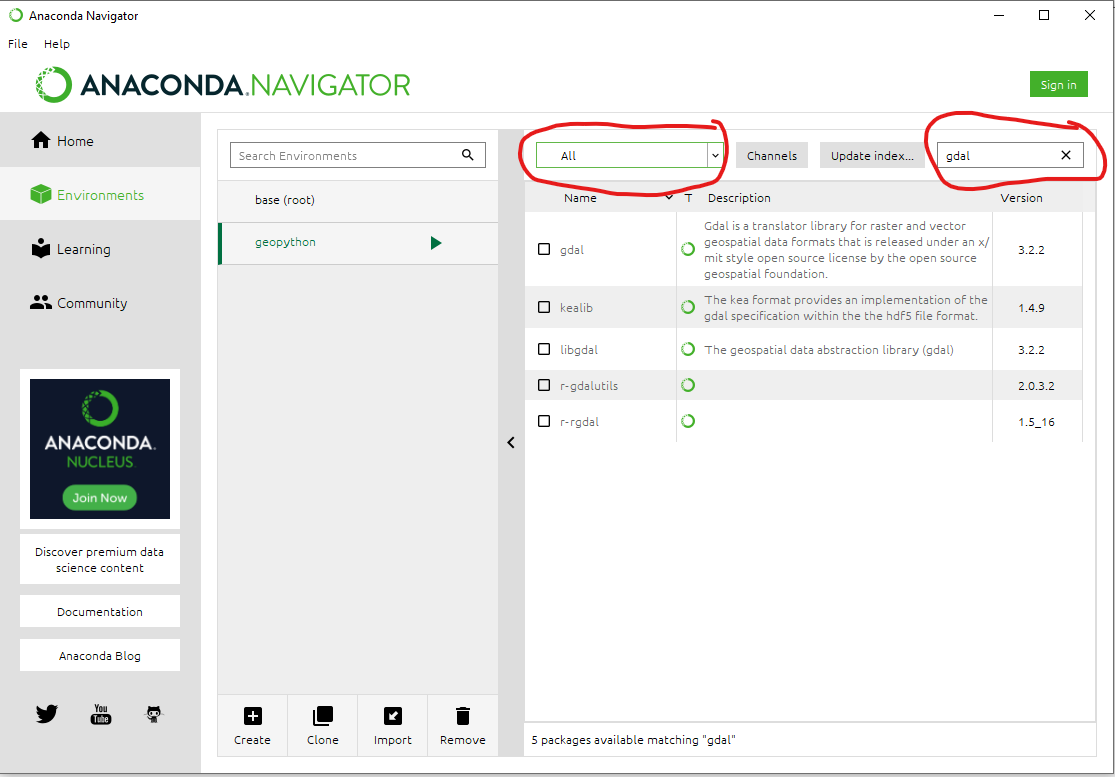 Anaconda Navigator
File Help
ANACONDA.NAVIGATOR
Sign in
Home
Environments
Learning
Community
ANACONDA.
NUCLEUS
Join Now
Discover premium data
science content
Documentation
Anaconda Blog
You
Tube
Search Environments
base (root)
geopython
Create Clone Import Remove
All Channels Update index... gdal
Name T Description Version
gdal
Gdal is a translator library for raster and vector
geospatial data formats that is released under an x/
mit style open source license by the open source
geospatial foundation.
3.2.2
kealib
The kea format provides an implementation of the
gdal specification within the the hdf5 file format.
1.4.9
libgdal The geospatial data abstraction library (gdal) 3.2.2
r-gdalutils 2.0.3.2
r-rgdal 1.5_16
5 packages available matching "gdal"